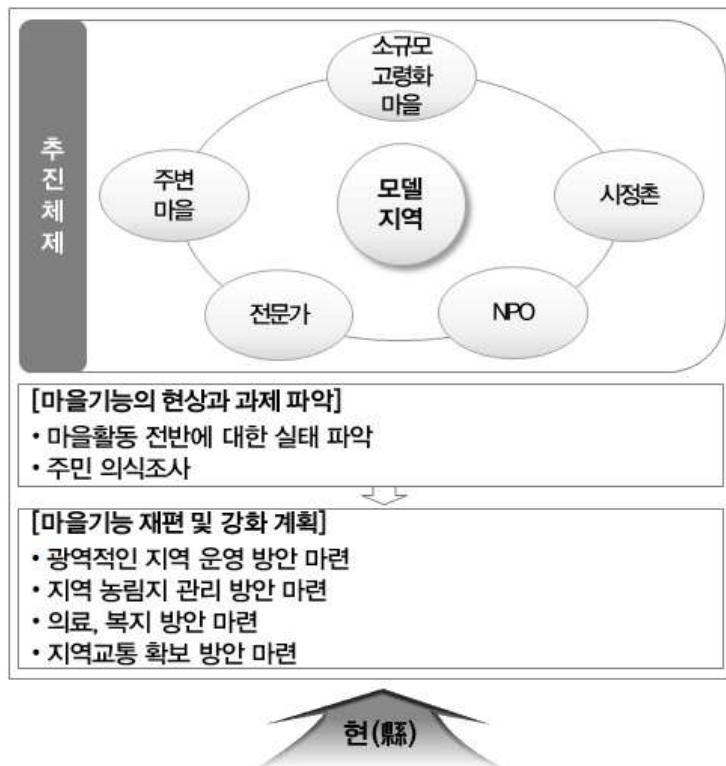 추
진
체
제
소규모
고령화
마을
주변
마을
모델
지역
시정촌
전문가
NPO
[마을기능의 현상과 과제 파악]
• 마을활동 전반에 대한 실태 파악
• 주민 의식조사
[마을기능 재편 및 강화 계획]
• 광역적인 지역 운영 방안 마련
• 지역 농림지 관리 방안 마련
• 의료, 복지 방안 마련
• 지역교통 확보 방안 마련
현(縣)